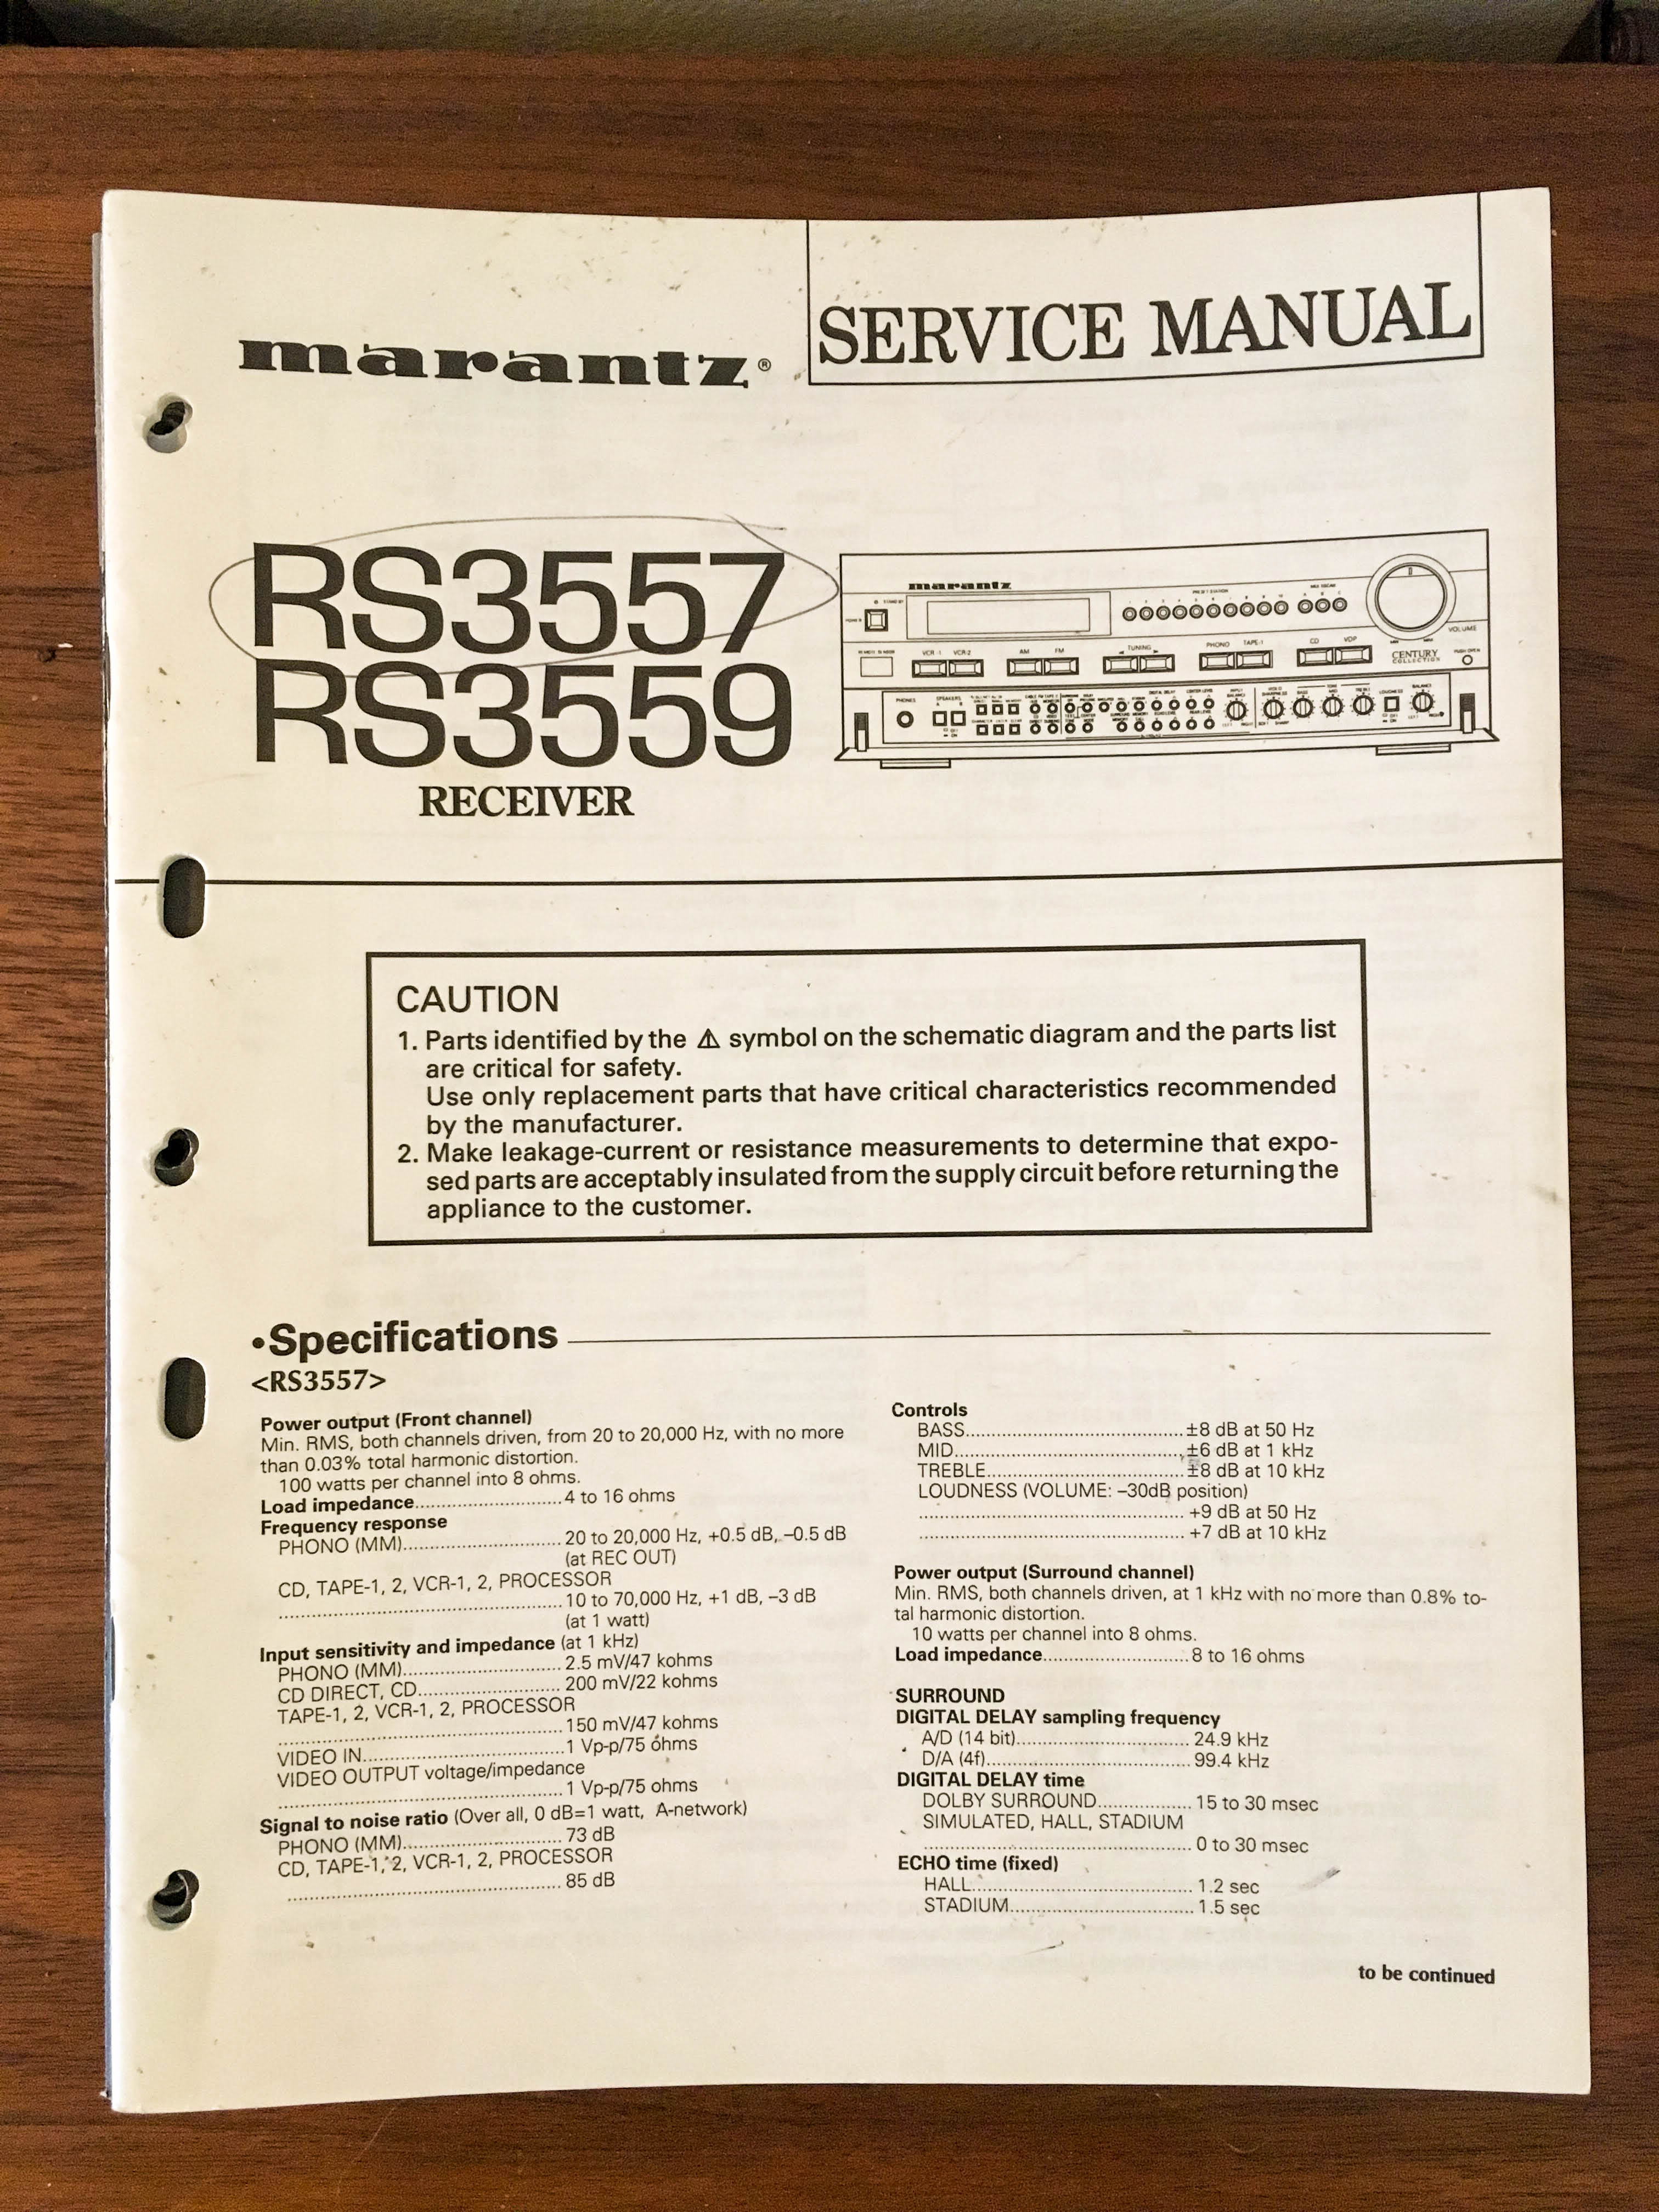 SERVICE MANUAL
marantz®
RS3557
RS3559
RECEIVER
marantz
STANDBY
PRESET STATION
VCR-1 VCR-2 AM FM TUNING PHONO TAPE-1 CD VDP
VOLUME
CENTURY
COLLECTION
PUSH OPEN
PHONES
SPEAKERS
CAUTION
1. Parts identified by the ⚠ symbol on the schematic diagram and the parts list
are critical for safety.
Use only replacement parts that have critical characteristics recommended
by the manufacturer.
2. Make leakage-current or resistance measurements to determine that expo-
sed parts are acceptably insulated from the supply circuit before returning the
appliance to the customer.
•Specifications
<RS3557>
Power output (Front channel)
Min. RMS, both channels driven, from 20 to 20,000 Hz, with no more
than 0.03% total harmonic distortion.
100 watts per channel into 8 ohms.
Load impedance..............................4 to 16 ohms
Frequency response
PHONO (MM)................................20 to 20,000 Hz, +0.5 dB, –0.5 dB
(at REC OUT)
CD, TAPE-1, 2, VCR-1, 2, PROCESSOR
..........................................................10 to 70,000 Hz, +1 dB, –3 dB
(at 1 watt)
Input sensitivity and impedance (at 1 kHz)
PHONO (MM)................................2.5 mV/47 kohms
CD DIRECT, CD.............................200 mV/22 kohms
TAPE-1, 2, VCR-1, 2, PROCESSOR
..........................................................150 mV/47 kohms
VIDEO IN.........................................1 Vp-p/75 ohms
VIDEO OUTPUT voltage/impedance
..........................................................1 Vp-p/75 ohms
Signal to noise ratio (Over all, 0 dB=1 watt, A-network)
PHONO (MM)................................73 dB
CD, TAPE-1, 2, VCR-1, 2, PROCESSOR
........................................................85 dB
Controls
BASS............................................±8 dB at 50 Hz
MID..............................................±6 dB at 1 kHz
TREBLE........................................±8 dB at 10 kHz
LOUDNESS (VOLUME: –30dB position)
......................................................+9 dB at 50 Hz
......................................................+7 dB at 10 kHz
Power output (Surround channel)
Min. RMS, both channels driven, at 1 kHz with no more than 0.8% to-
tal harmonic distortion.
10 watts per channel into 8 ohms.
Load impedance.............................8 to 16 ohms
SURROUND
DIGITAL DELAY sampling frequency
A/D (14 bit)...................................24.9 kHz
D/A (4f).........................................99.4 kHz
DIGITAL DELAY time
DOLBY SURROUND...................15 to 30 msec
SIMULATED, HALL, STADIUM
......................................................0 to 30 msec
ECHO time (fixed)
HALL.............................................1.2 sec
STADIUM.....................................1.5 sec
to be continued